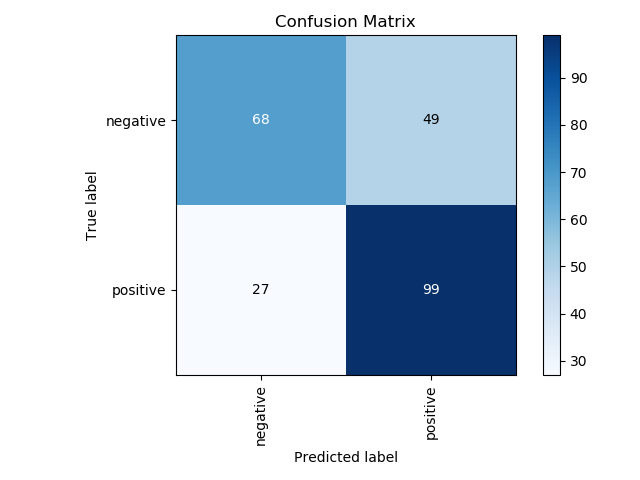 Confusion Matrix
True label
negative
68
49
positive
27
99
negative
positive
Predicted label
90
80
70
60
50
40
30